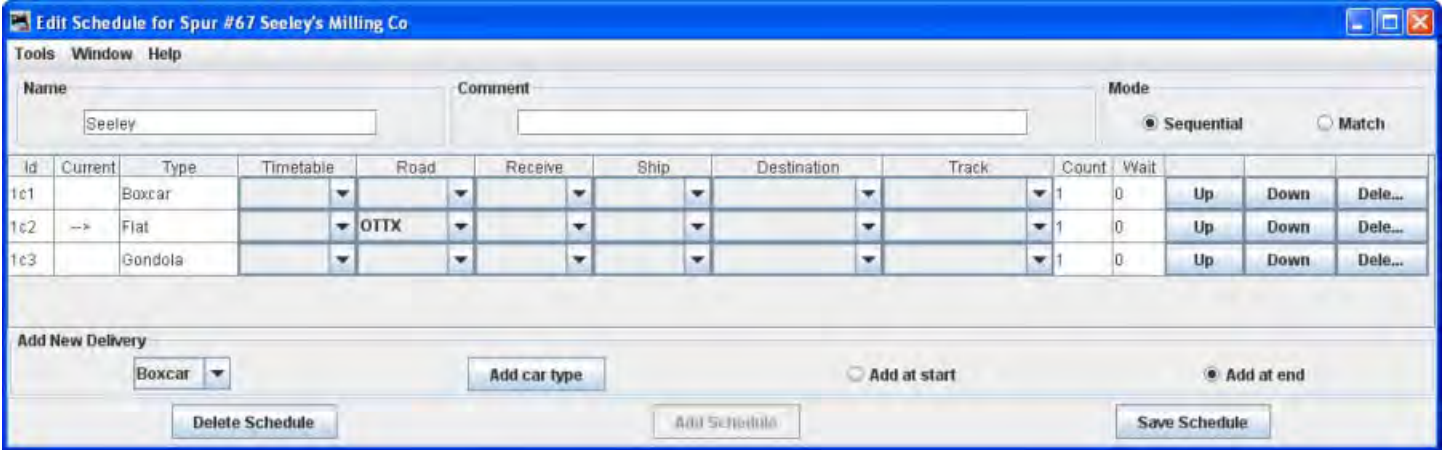 Edit Schedule for Spur #67 Seeley's Milling Co
Tools Window Help
Name Comment Mode
Seeley Sequential Match
Id Current Type Timetable Road Receive Ship Destination Track Count Wait
1c1 Boxcar 1 0 Up Down Dele...
1c2 --> Flat OTTX 1 0 Up Down Dele...
1c3 Gondola 1 0 Up Down Dele...
Add New Delivery
Boxcar Add car type Add at start Add at end
Delete Schedule Add Schedule Save Schedule